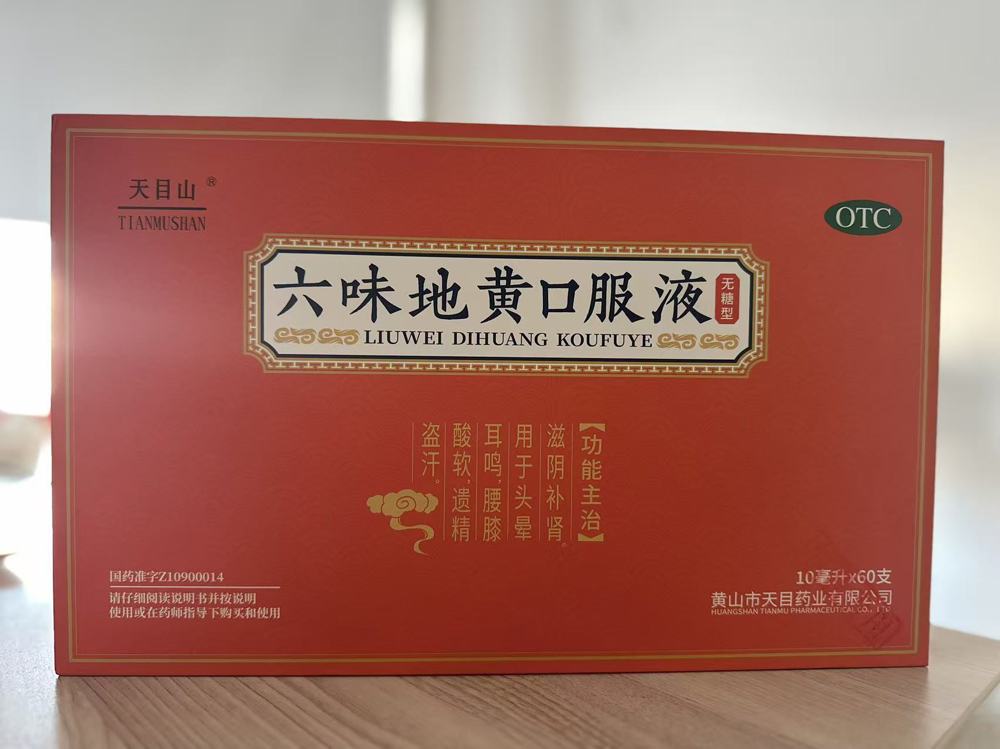 天目山®
TIANMUSHAN
OTC
六味地黄口服液
无糖型
LIUWEI DIHUANG KOUFUYE
【功能主治】
滋阴补肾。
用于头晕
耳鸣,腰膝
酸软,遗精
盗汗。
国药准字Z10900014
请仔细阅读说明书并按说明
使用或在药师指导下购买和使用
10毫升x60支
黄山市天目药业有限公司
HUANGSHAN TIANMU PHARMACEUTICAL CO., LTD